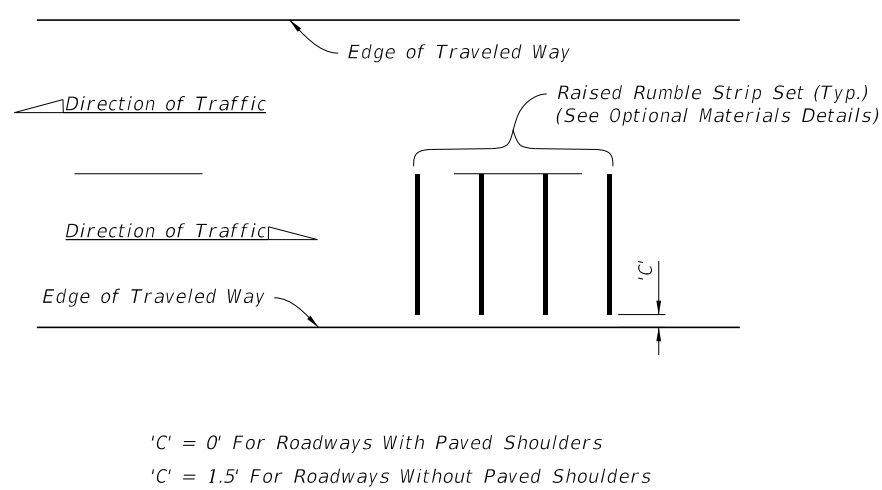 Edge of Traveled Way
Raised Rumble Strip Set (Typ.)
(See Optional Materials Details)
Direction of Traffic
Direction of Traffic
'C'
Edge of Traveled Way
'C' = 0' For Roadways With Paved Shoulders
'C' = 1.5' For Roadways Without Paved Shoulders